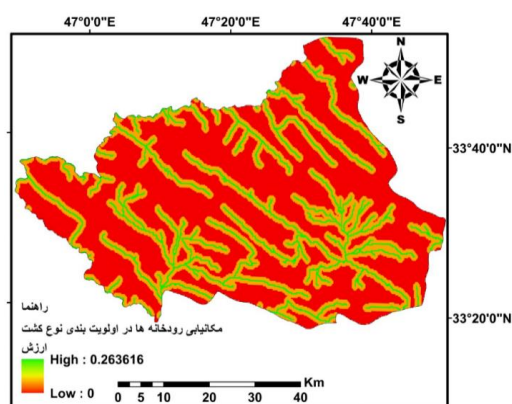 47°0'0"E 47°20'0"E 47°40'0"E
N
W E
S
33°40'0"N
33°20'0"N
راهنما
مکانیابی رودخانه ها در اولویت بندی نوع کشت
ارزش
High : 0.263616
Low : 0
Km
0 5 10 20 30 40